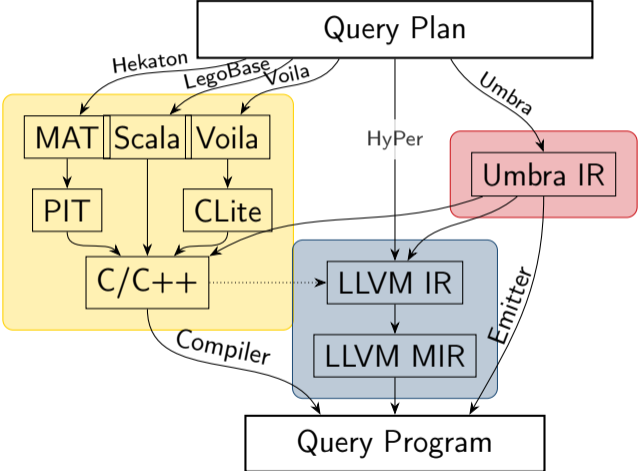 Query Plan
Hekaton
LegoBase
Voila
Umbra
HyPer
MAT
Scala
Voila
Umbra IR
PIT
CLite
C/C++
LLVM IR
Emitter
Compiler
LLVM MIR
Query Program